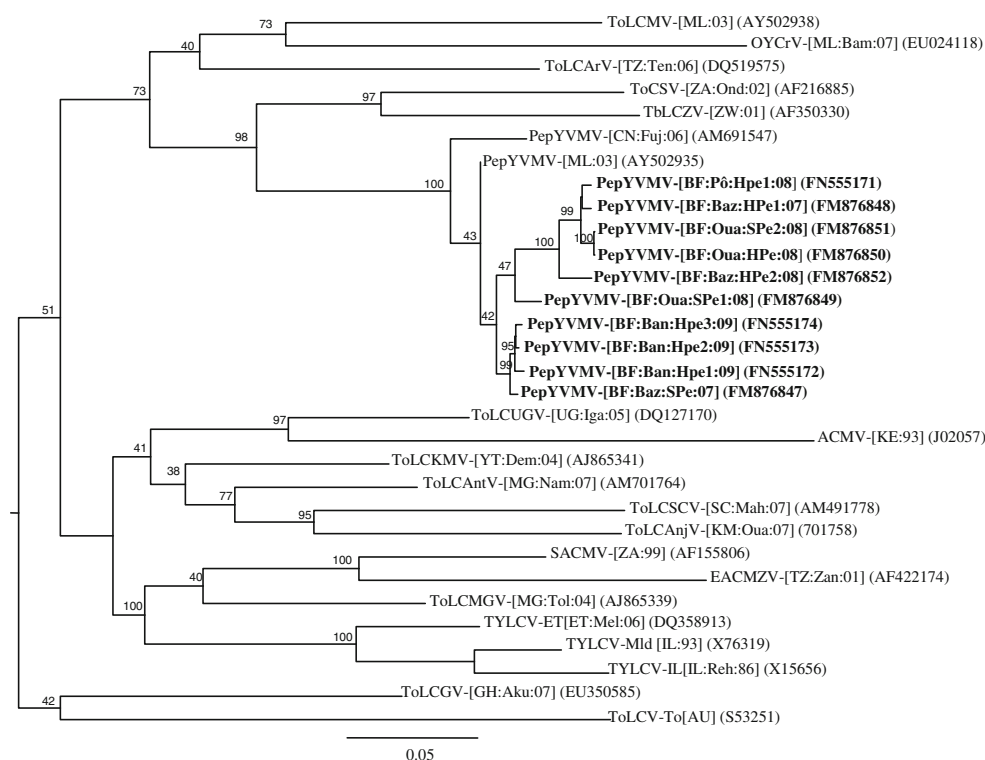 ToLCMV-[ML:03] (AY502938)
73
OYCrV-[ML:Bam:07] (EU024118)
40
ToLCArV-[TZ:Ten:06] (DQ519575)
73
ToCSV-[ZA:Ond:02] (AF216885)
97
TbLCZV-[ZW:01] (AF350330)
98
PepYVMV-[CN:Fuj:06] (AM691547)
PepYVMV-[ML:03] (AY502935)
100
PepYVMV-[BF:Pô:Hpe1:08] (FN555171)
PepYVMV-[BF:Baz:HPe1:07] (FM876848)
99
PepYVMV-[BF:Oua:SPe2:08] (FM876851)
43
100
100
PepYVMV-[BF:Oua:HPe:08] (FM876850)
47
PepYVMV-[BF:Baz:HPe2:08] (FM876852)
PepYVMV-[BF:Oua:SPe1:08] (FM876849)
51
42
PepYVMV-[BF:Ban:Hpe3:09] (FN555174)
95
PepYVMV-[BF:Ban:Hpe2:09] (FN555173)
99
PepYVMV-[BF:Ban:Hpe1:09] (FN555172)
PepYVMV-[BF:Baz:SPe:07] (FM876847)
ToLCUGV-[UG:Iga:05] (DQ127170)
97
ACMV-[KE:93] (J02057)
41
ToLCKMV-[YT:Dem:04] (AJ865341)
38
ToLCAntV-[MG:Nam:07] (AM701764)
77
ToLCSCV-[SC:Mah:07] (AM491778)
95
ToLCAnjV-[KM:Oua:07] (701758)
SACMV-[ZA:99] (AF155806)
100
EACMZV-[TZ:Zan:01] (AF422174)
40
ToLCMGV-[MG:Tol:04] (AJ865339)
100
TYLCV-ET[ET:Mel:06] (DQ358913)
100
TYLCV-Mld [IL:93] (X76319)
TYLCV-IL[IL:Reh:86] (X15656)
ToLCGV-[GH:Aku:07] (EU350585)
42
ToLCV-To[AU] (S53251)
0.05